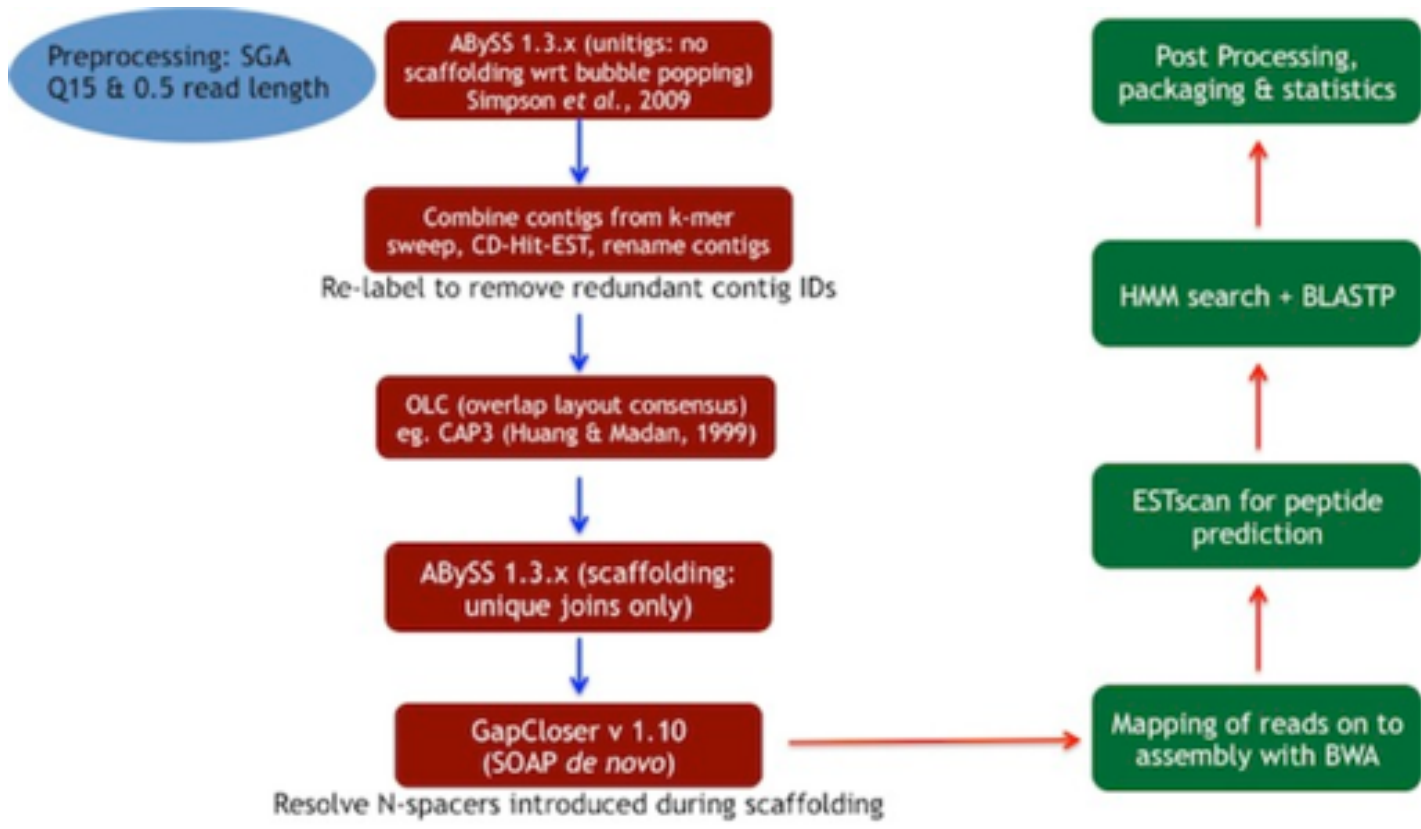 Preprocessing: SGA
Q15 & 0.5 read length
ABySS 1.3.x (unitigs: no
scaffolding wrt bubble popping)
Simpson et al., 2009
Combine contigs from k-mer
sweep, CD-Hit-EST, rename contigs
Re-label to remove redundant contig IDs
OLC (overlap layout consensus)
eg. CAP3 (Huang & Madan, 1999)
ABySS 1.3.x (scaffolding:
unique joins only)
GapCloser v 1.10
(SOAP de novo)
Resolve N-spacers introduced during scaffolding
Mapping of reads on to
assembly with BWA
ESTscan for peptide
prediction
HMM search + BLASTP
Post Processing,
packaging & statistics